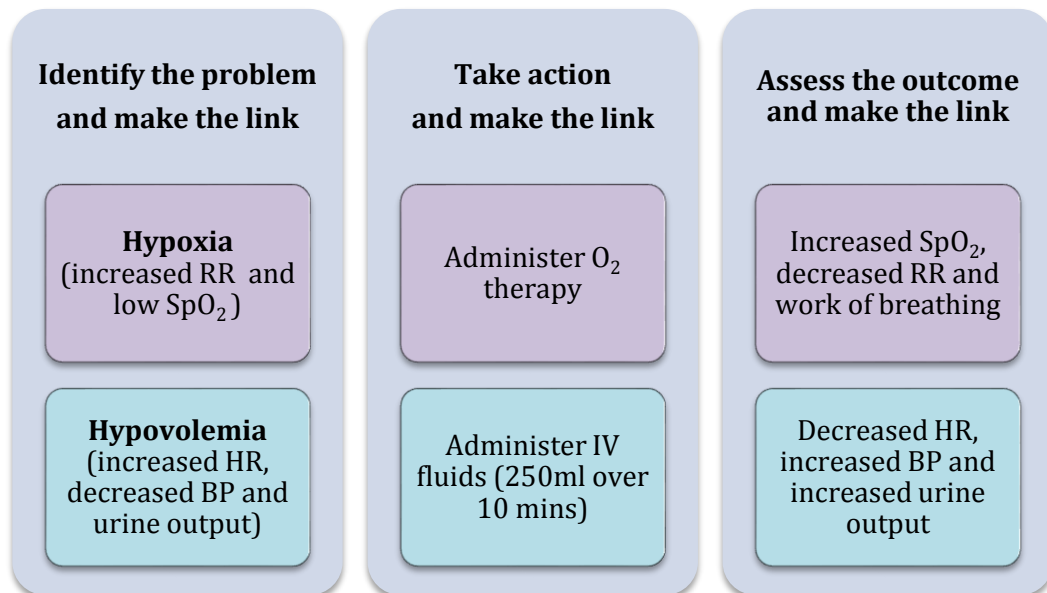 Identify the problem
and make the link
Hypoxia
(increased RR and
low SpO₂ )
Hypovolemia
(increased HR,
decreased BP and
urine output)
Take action
and make the link
Administer O₂
therapy
Administer IV
fluids (250ml over
10 mins)
Assess the outcome
and make the link
Increased SpO₂,
decreased RR and
work of breathing
Decreased HR,
increased BP and
increased urine
output